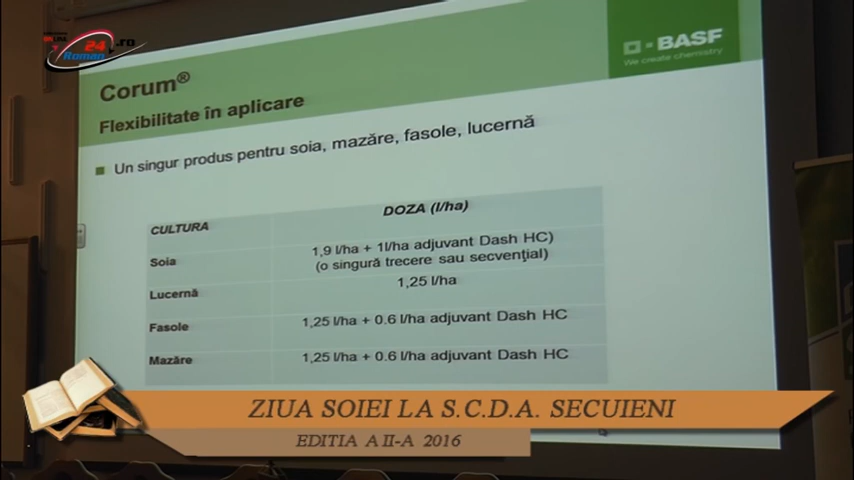 Roman 24 .ro
BASF
We create chemistry
Corum®
Flexibilitate în aplicare
Un singur produs pentru soia, mazăre, fasole, lucernă
CULTURA DOZA (l/ha)
Soia 1,9 l/ha + 1l/ha adjuvant Dash HC)
(o singură trecere sau secvenţial)
Lucernă 1,25 l/ha
Fasole 1,25 l/ha + 0.6 l/ha adjuvant Dash HC
Mazăre 1,25 l/ha + 0.6 l/ha adjuvant Dash HC
ZIUA SOIEI LA S.C.D.A. SECUIENI
EDITIA A II-A 2016